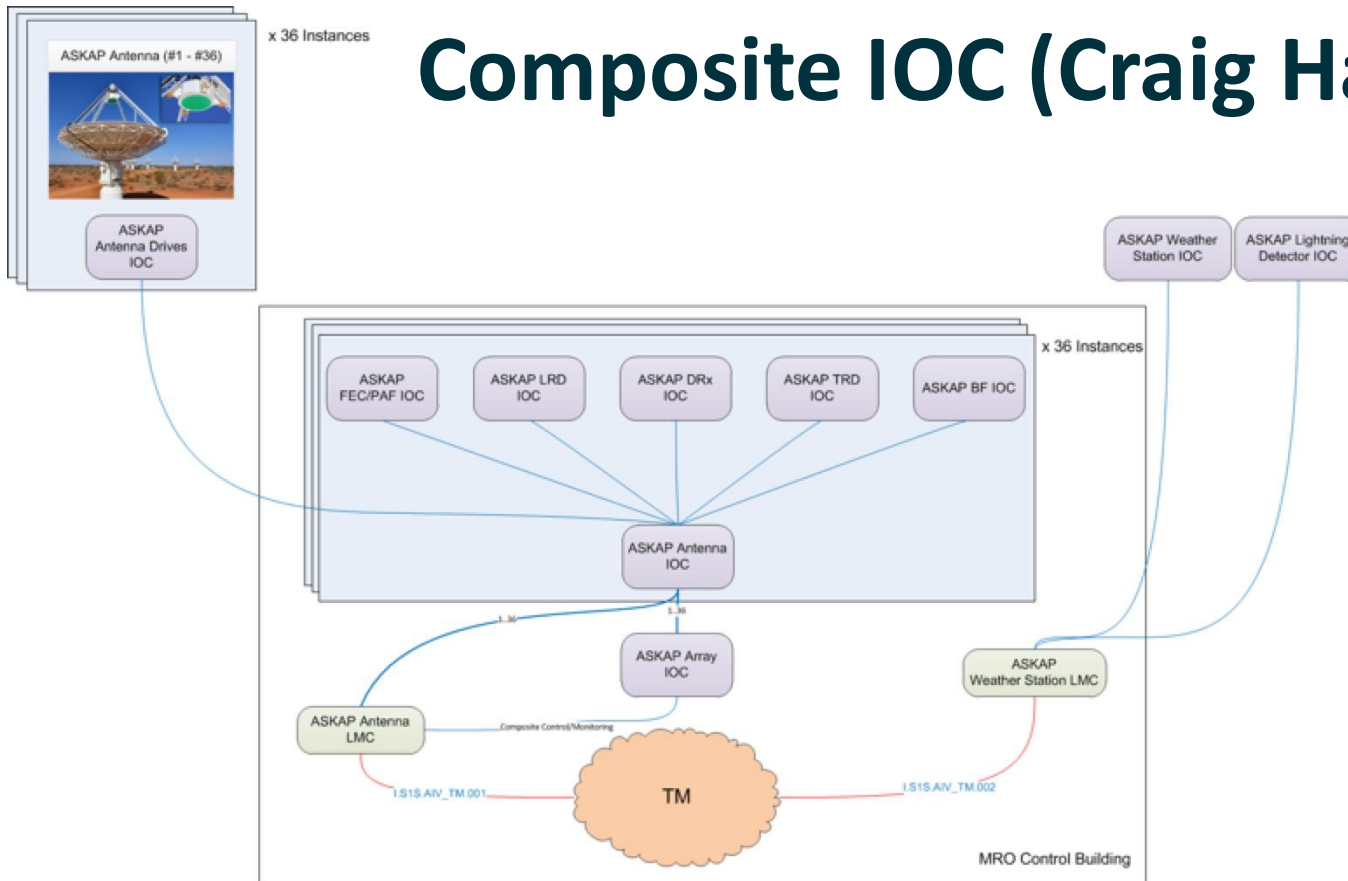 x 36 Instances
Composite IOC (Craig Ha
ASKAP Antenna (#1 - #36)
ASKAP
Antenna Drives
IOC
ASKAP Weather
Station IOC
ASKAP Lightning
Detector IOC
x 36 Instances
ASKAP
FEC/PAF IOC
ASKAP LRD
IOC
ASKAP DRx
IOC
ASKAP TRD
IOC
ASKAP BF IOC
ASKAP Antenna
IOC
1..36
1..36
ASKAP Array
IOC
ASKAP
Weather Station LMC
ASKAP Antenna
LMC
Composite Control/Monitoring
TM
I.S1S.AIV_TM.001
I.S1S.AIV_TM.002
MRO Control Building